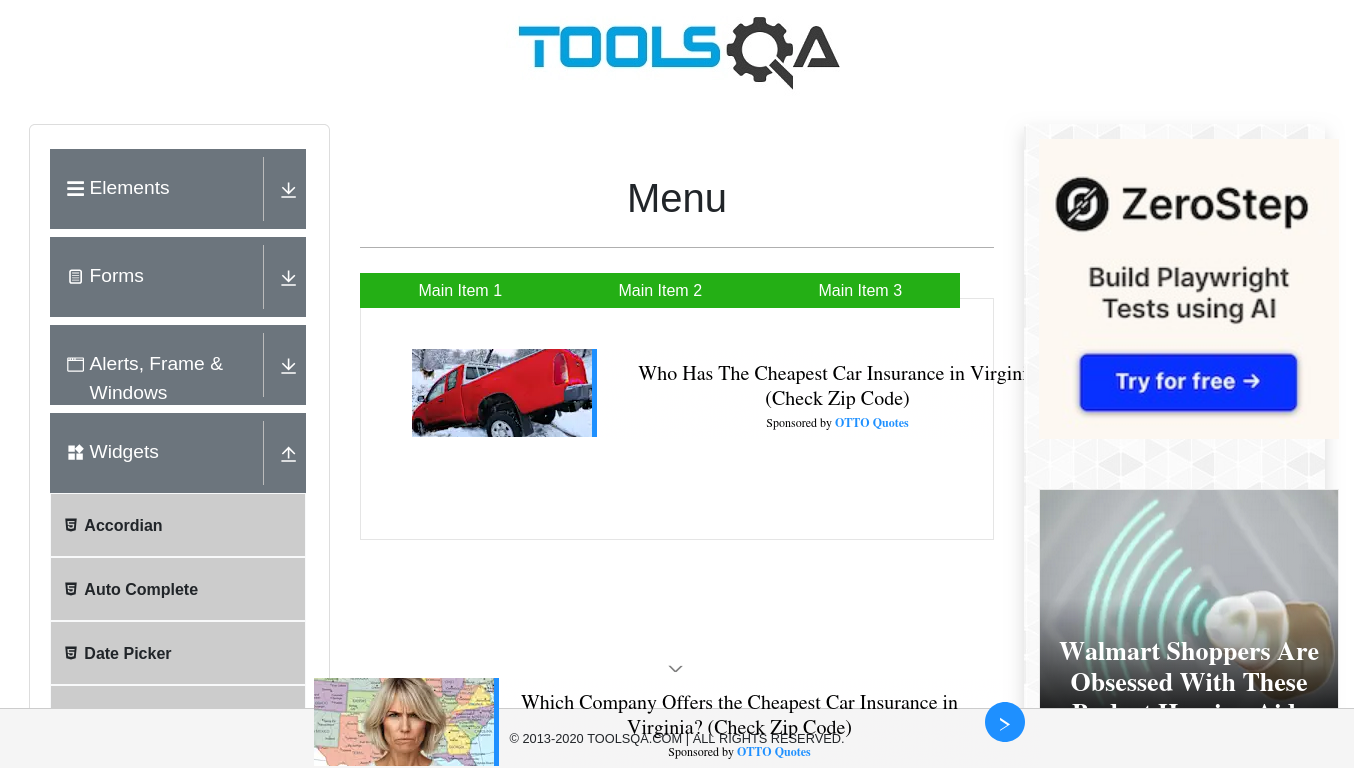 TOOLSQA
Elements
Forms
Alerts, Frame &
Windows
Widgets
Accordian
Auto Complete
Date Picker
Menu
Main Item 1
Main Item 2
Main Item 3
Who Has The Cheapest Car Insurance in
(Check Zip Code)
Sponsored by OTTO Quotes
ZeroStep
Build Playwright
Tests using AI
Try for free →
Walmart Shoppers Are
Obsessed With These
Which Company Offers the Cheapest Car Insurance in
Virginia? (Check Zip Code)
Sponsored by OTTO Quotes
© 2013-2020 TOOLSQA.COM | ALL RIGHTS RESERVED.